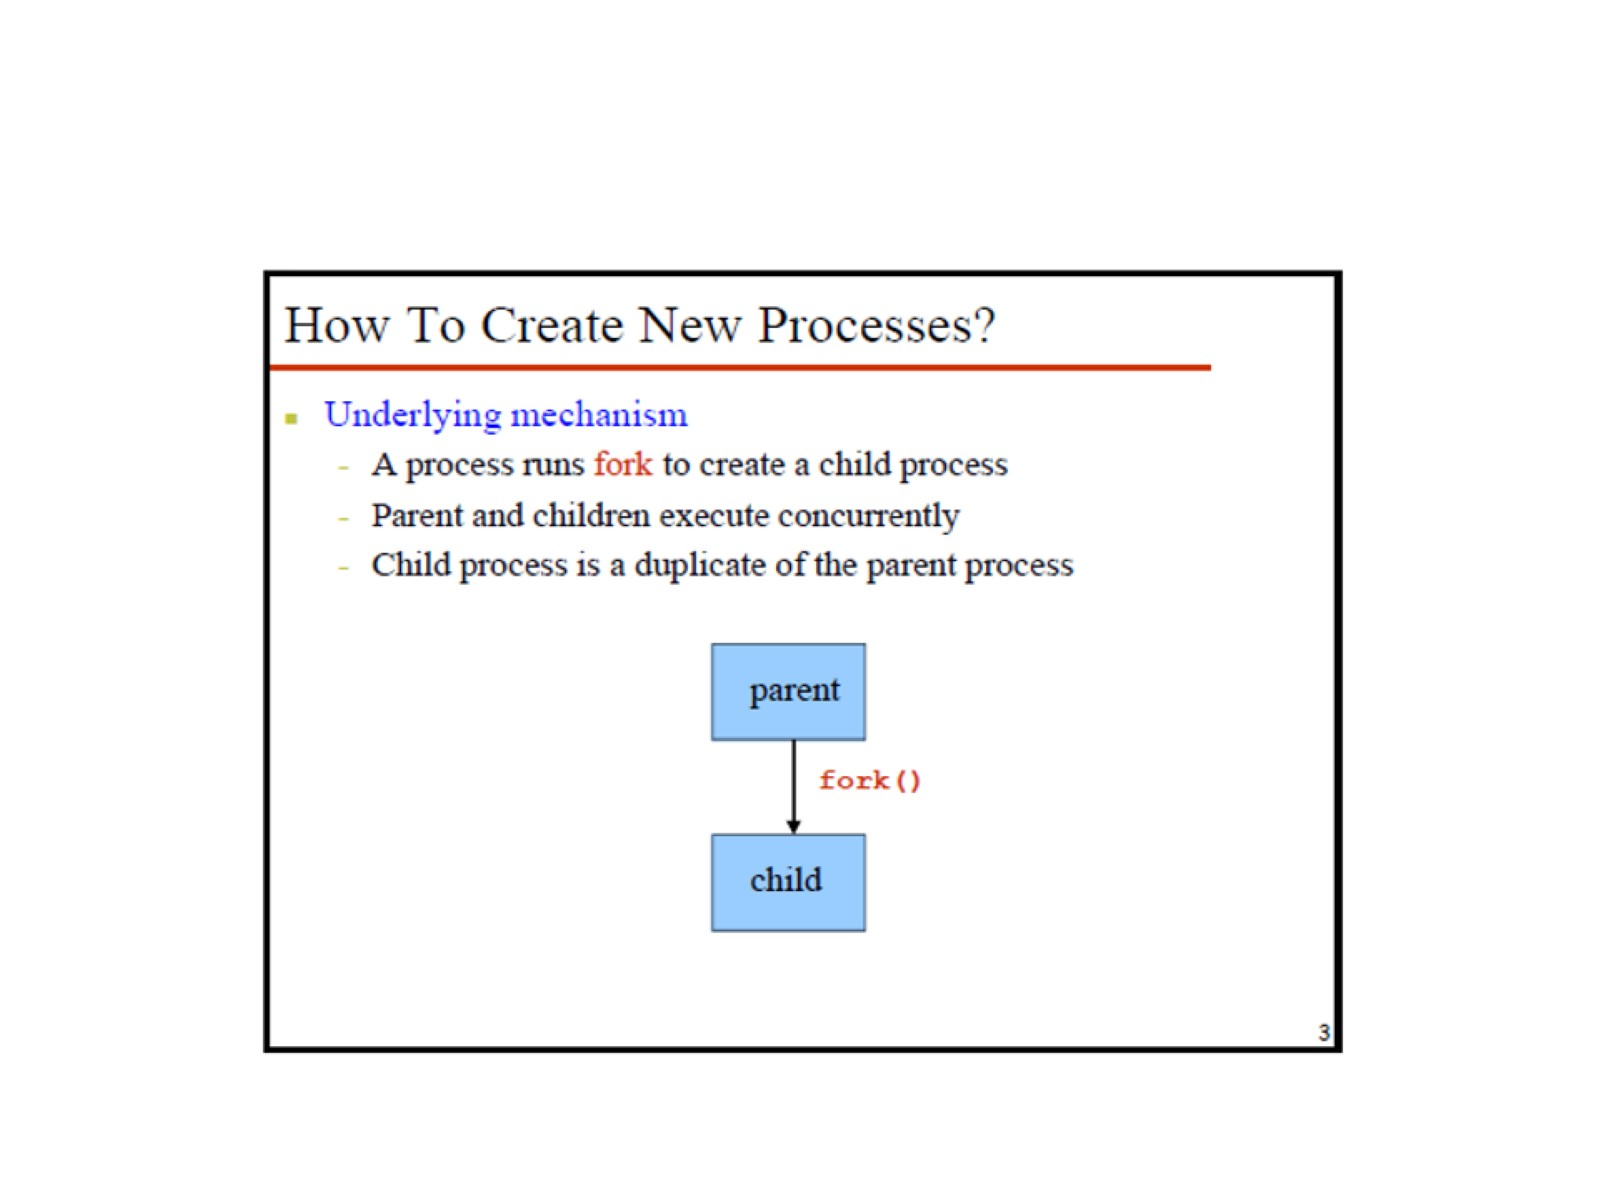 How To Create New Processes?
Underlying mechanism
- A process runs fork to create a child process
- Parent and children execute concurrently
- Child process is a duplicate of the parent process
parent
fork()
child
3